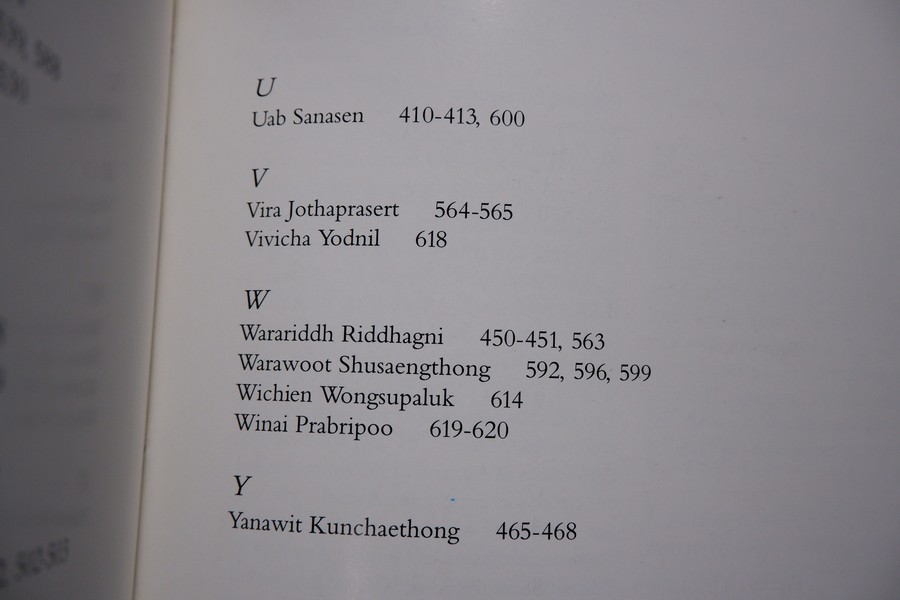 U
Uab Sanasen 410-413, 600
V
Vira Jothaprasert 564-565
Vivicha Yodnil 618
W
Warariddh Riddhagni 450-451, 563
Warawoot Shusaengthong 592, 596, 599
Wichien Wongsupaluk 614
Winai Prabripoo 619-620
Y
Yanawit Kunchaethong 465-468